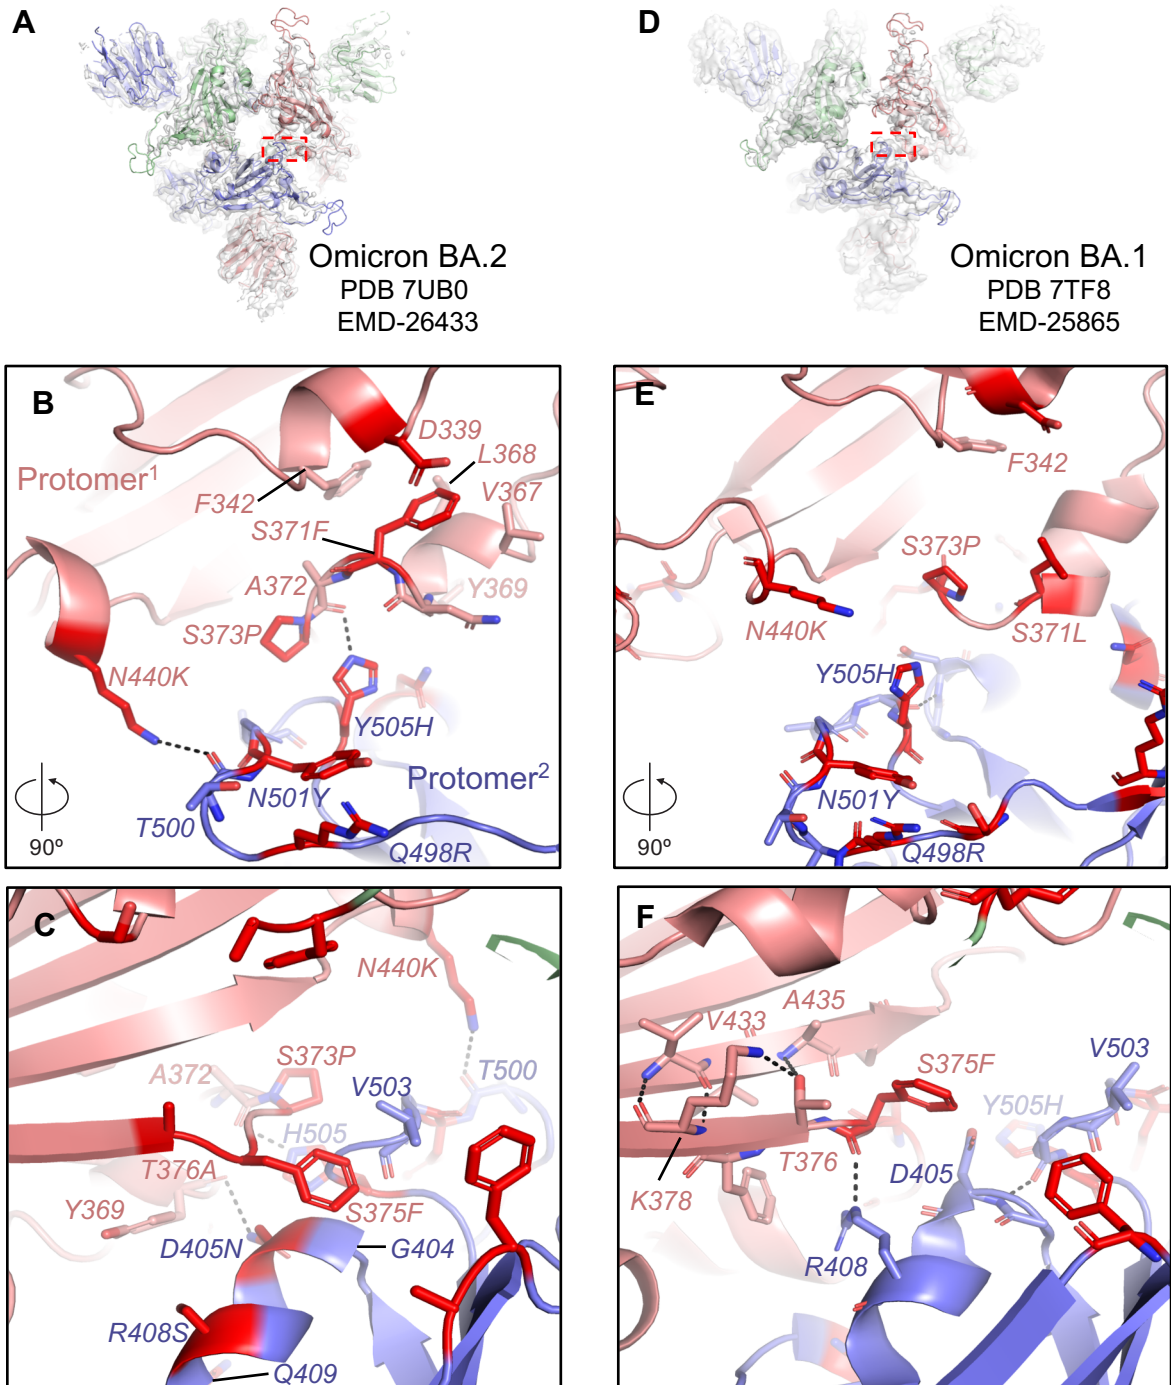 A
Omicron BA.2
PDB 7UB0
EMD-26433
D
Omicron BA.1
PDB 7TF8
EMD-25865
B
D339
L368
Protomer¹
V367
F342
S371F
A372
Y369
S373P
N440K
Y505H
Protomer²
N501Y
T500
Q498R
90º
E
F342
S373P
N440K
S371L
Y505H
N501Y
Q498R
90º
C
N440K
S373P
A372
V503
T500
H505
T376A
Y369
S375F
D405N
G404
R408S
Q409
F
A435
V433
V503
S375F
Y505H
T376
D405
K378
R408